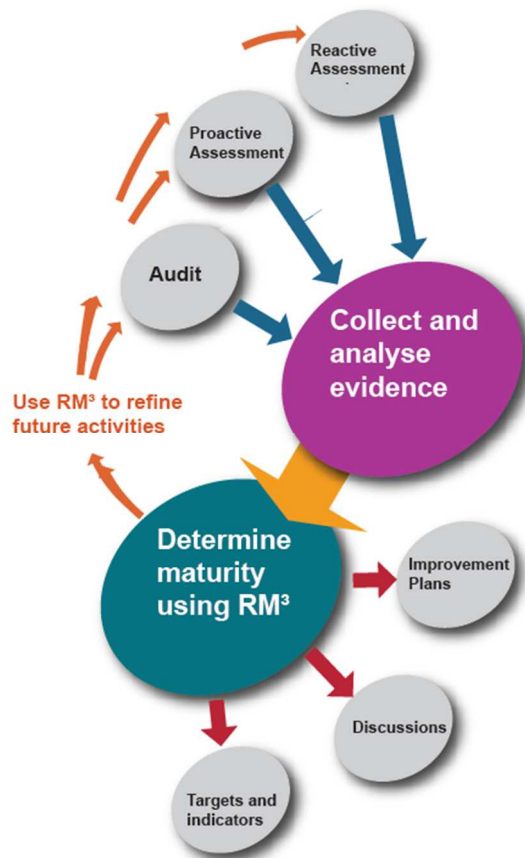 Reactive
Assessment
Proactive
Assessment
Audit
Collect and
analyse
evidence
Use RM³ to refine
future activities
Determine
maturity
using RM³
Improvement
Plans
Discussions
Targets and
indicators